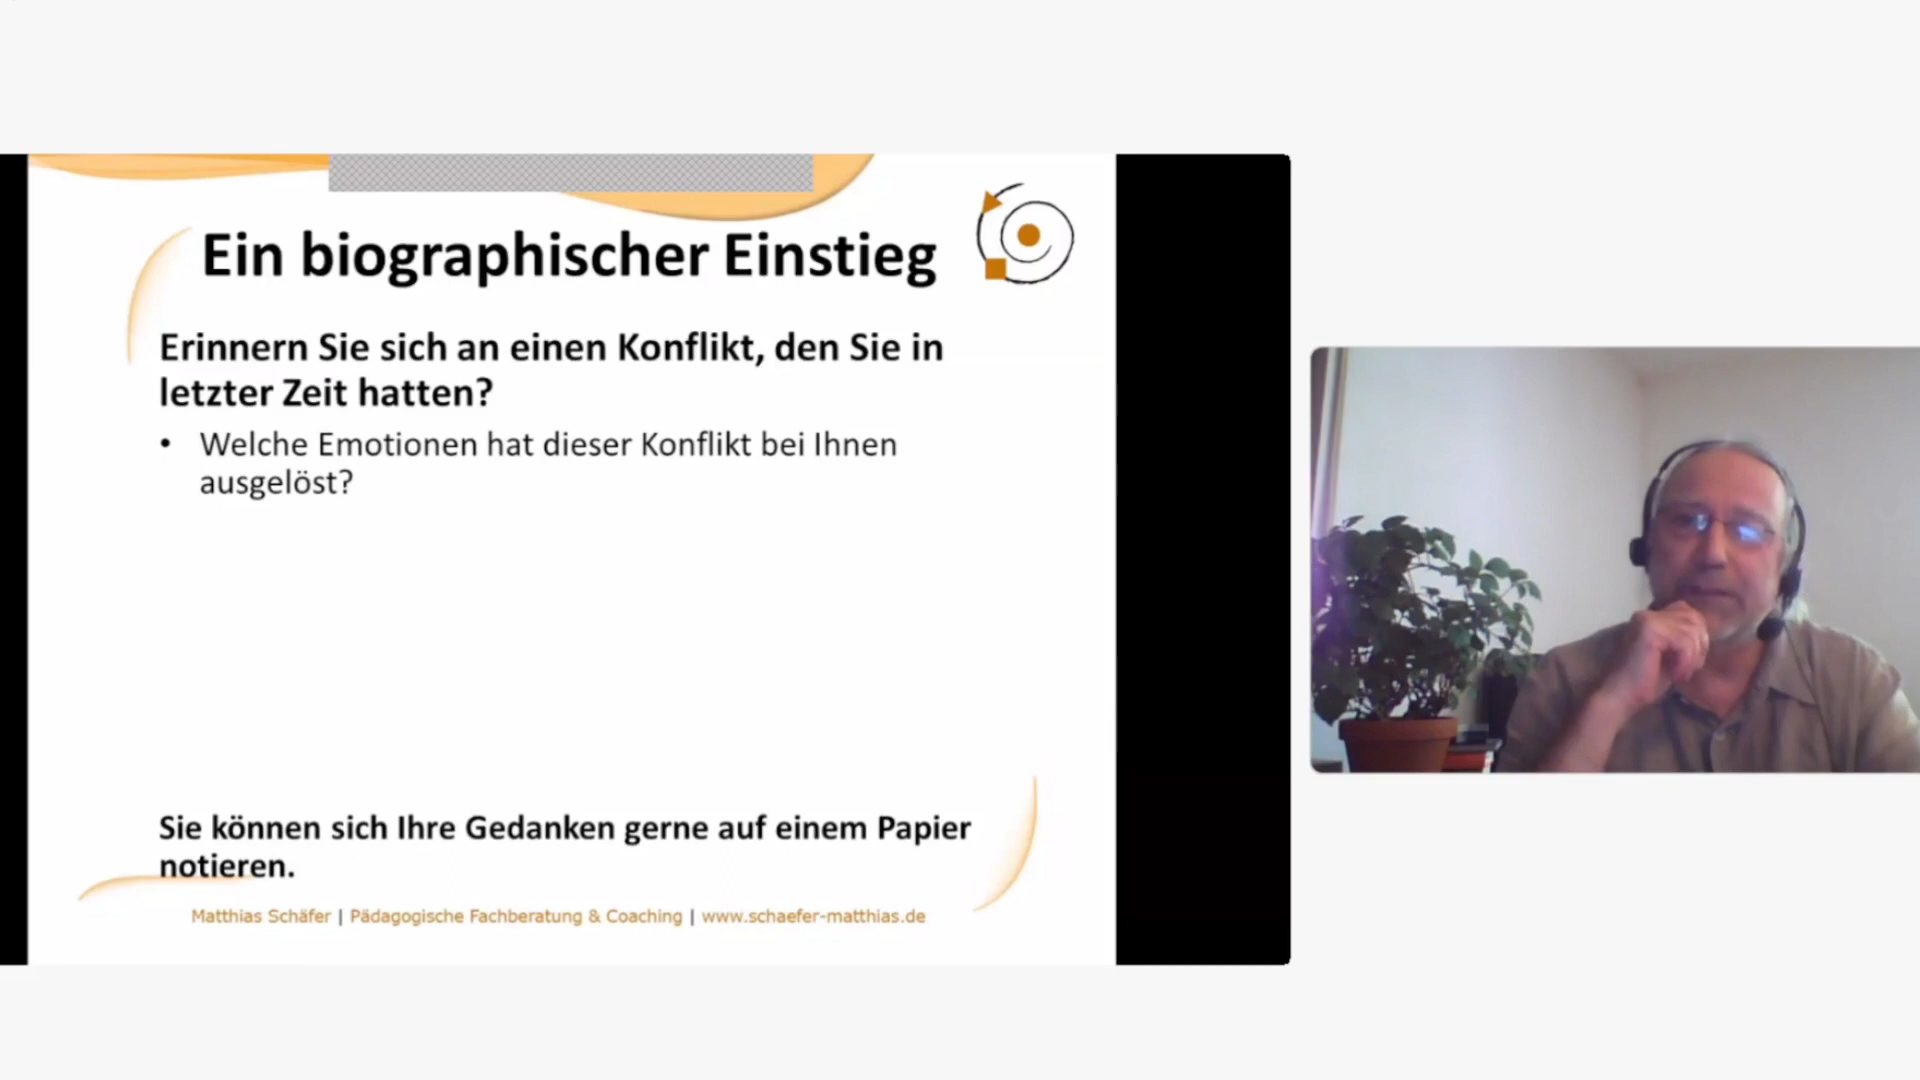 Ein biographischer Einstieg
Erinnern Sie sich an einen Konflikt, den Sie in
letzter Zeit hatten?
• Welche Emotionen hat dieser Konflikt bei Ihnen
ausgelöst?
Sie können sich Ihre Gedanken gerne auf einem Papier
notieren.
Matthias Schäfer | Pädagogische Fachberatung & Coaching | www.schaefer-matthias.de